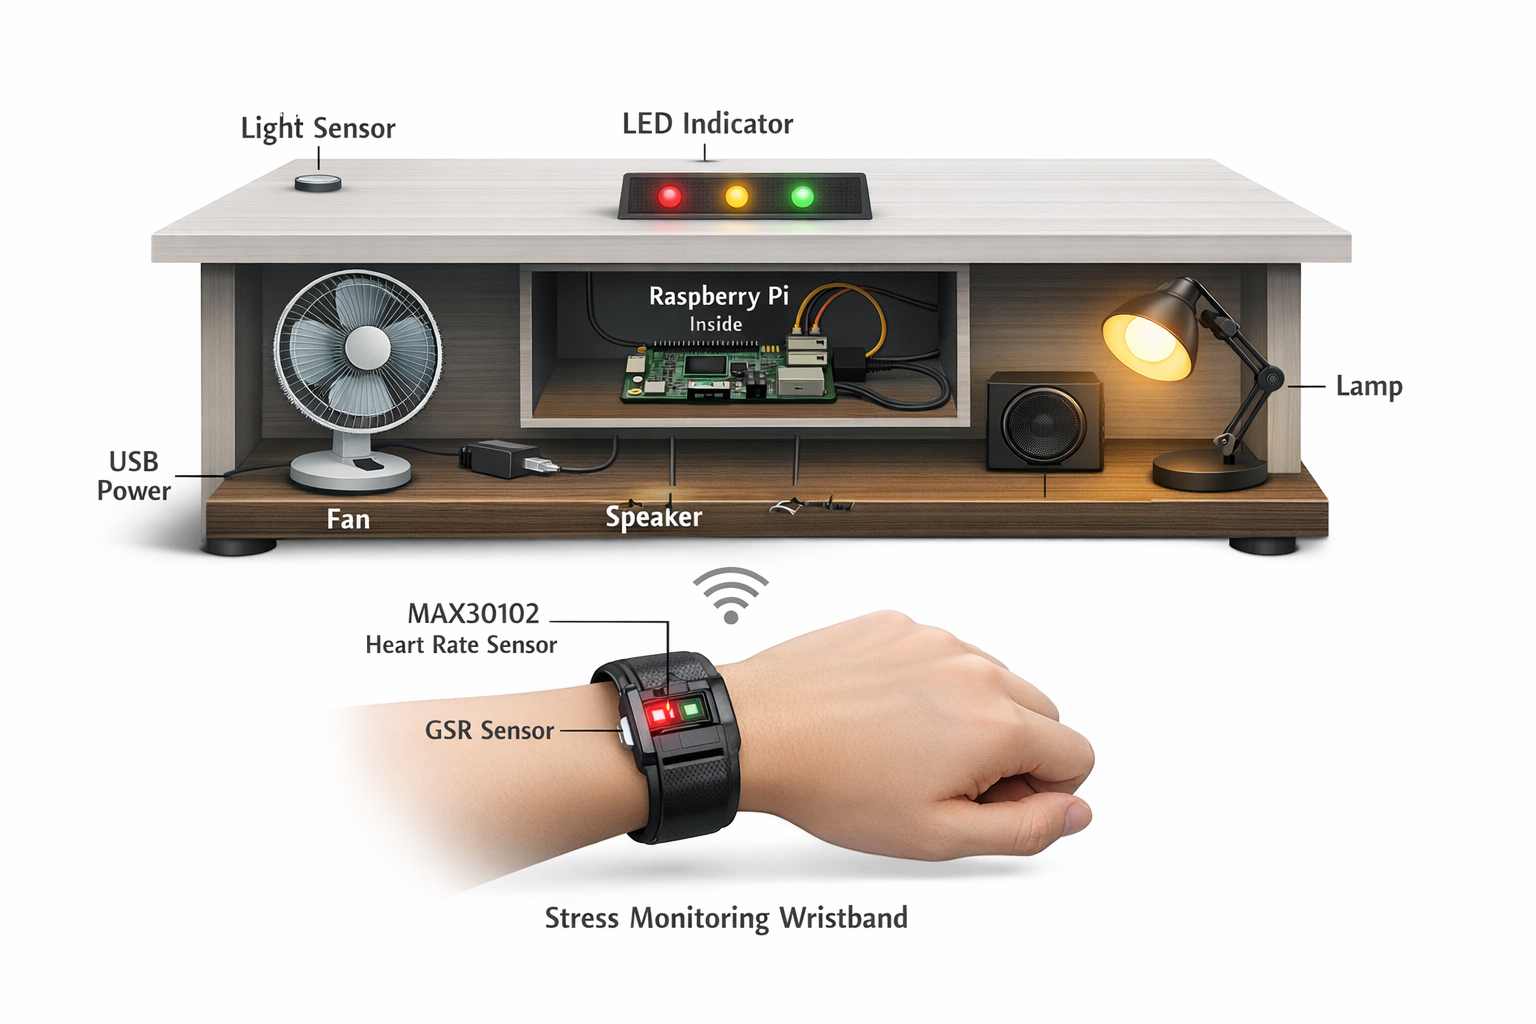 Light Sensor
LED Indicator
Raspberry Pi
Inside
Lamp
USB
Power
Fan
Speaker
MAX30102
Heart Rate Sensor
GSR Sensor
Stress Monitoring Wristband